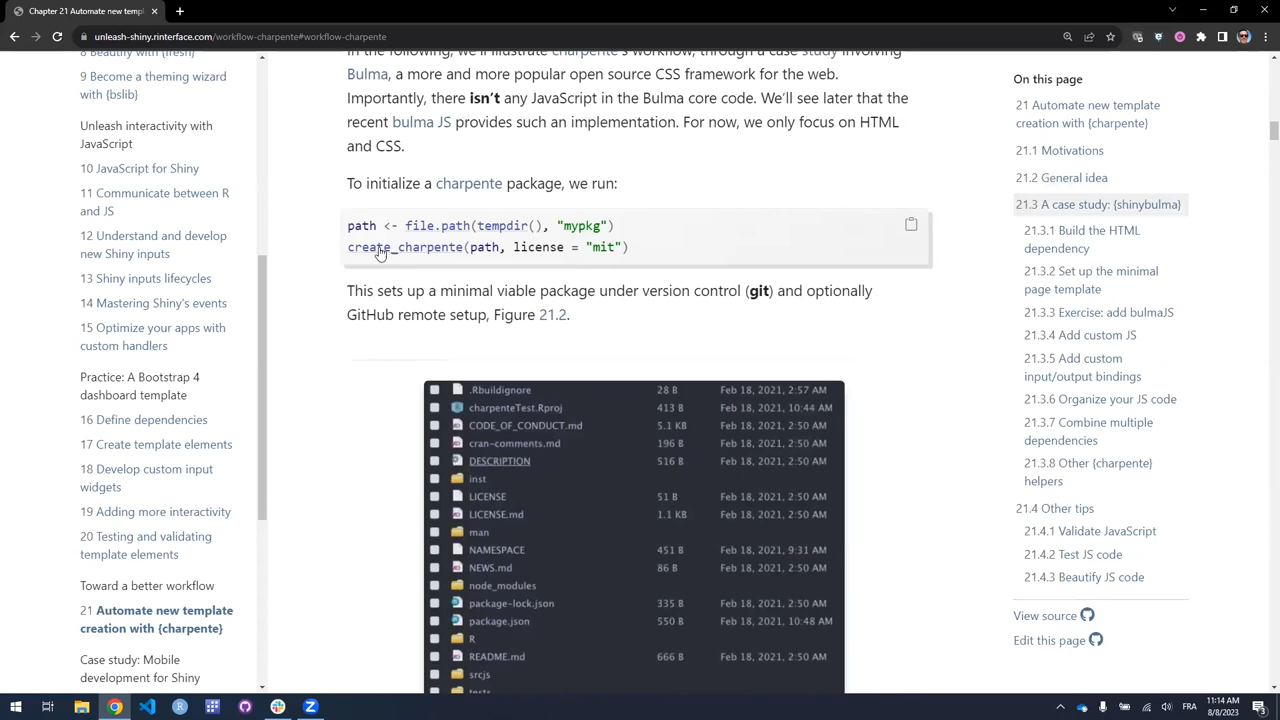 Chapter 21 Automate new templ
unleash-shiny.rinterface.com/workflow-charpente#workflow-charpente
8 Beautify with {fresh}
9 Become a theming wizard
with {bslib}
Unleash interactivity with
JavaScript
10 JavaScript for Shiny
11 Communicate between R
and JS
12 Understand and develop
new Shiny inputs
13 Shiny inputs lifecycles
14 Mastering Shiny's events
15 Optimize your apps with
custom handlers
Practice: A Bootstrap 4
dashboard template
16 Define dependencies
17 Create template elements
18 Develop custom input
widgets
19 Adding more interactivity
20 Testing and validating
template elements
Toward a better workflow
21 Automate new template
creation with {charpente}
Case study: Mobile
development for Shiny
In the following, we'll illustrate charpente's workflow, through a case study involving
Bulma, a more and more popular open source CSS framework for the web.
Importantly, there isn't any JavaScript in the Bulma core code. We'll see later that the
recent bulma JS provides such an implementation. For now, we only focus on HTML
and CSS.
To initialize a charpente package, we run:
path <- file.path(tempdir(), "mypkg")
create_charpente(path, license = "mit")
This sets up a minimal viable package under version control (git) and optionally
GitHub remote setup, Figure 21.2.
.Rbuildignore 28 B Feb 18, 2021, 2:57 AM
charpenteTest.Rproj 413 B Feb 18, 2021, 10:44 AM
CODE_OF_CONDUCT.md 5.1 KB Feb 18, 2021, 2:50 AM
cran-comments.md 196 B Feb 18, 2021, 2:50 AM
DESCRIPTION 516 B Feb 18, 2021, 2:50 AM
inst
LICENSE 51 B Feb 18, 2021, 2:50 AM
LICENSE.md 1.1 KB Feb 18, 2021, 2:50 AM
man
NAMESPACE 451 B Feb 18, 2021, 9:31 AM
NEWS.md 86 B Feb 18, 2021, 2:50 AM
node_modules
package-lock.json 335 B Feb 18, 2021, 2:50 AM
package.json 550 B Feb 18, 2021, 10:48 AM
R
README.md 666 B Feb 18, 2021, 2:50 AM
srcjs
tests
On this page
21 Automate new template
creation with {charpente}
21.1 Motivations
21.2 General idea
21.3 A case study: {shinybulma}
21.3.1 Build the HTML
dependency
21.3.2 Set up the minimal
page template
21.3.3 Exercise: add bulmaJS
21.3.4 Add custom JS
21.3.5 Add custom
input/output bindings
21.3.6 Organize your JS code
21.3.7 Combine multiple
dependencies
21.3.8 Other {charpente}
helpers
21.4 Other tips
21.4.1 Validate JavaScript
21.4.2 Test JS code
21.4.3 Beautify JS code
View source
Edit this page
FRA
11:14 AM
8/8/2023